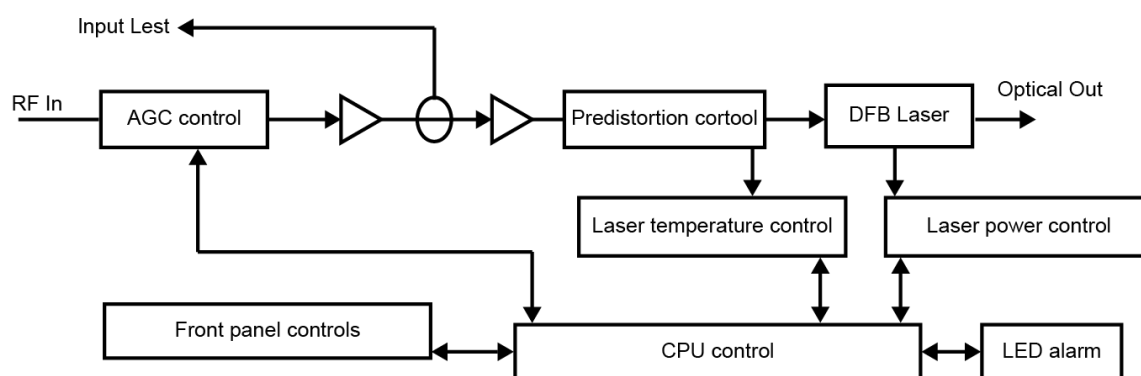 Input Lest
RF In
AGC control
Predistortion cortool
DFB Laser
Optical Out
Laser temperature control
Laser power control
Front panel controls
CPU control
LED alarm